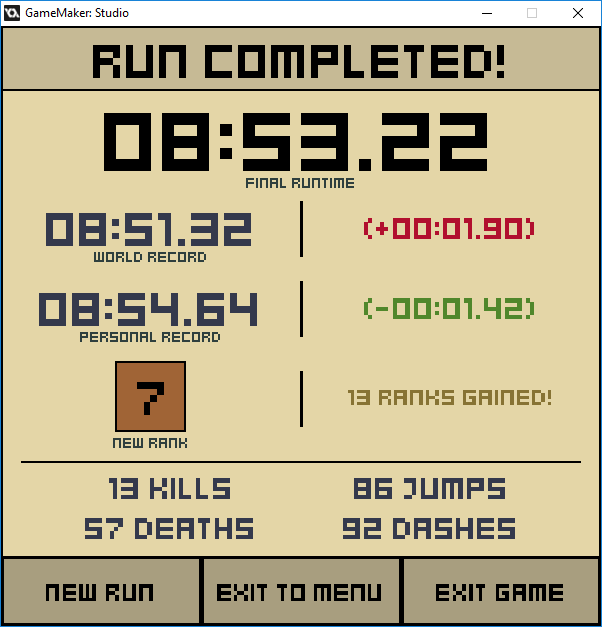 GameMaker: Studio
RUN COMPLETED!
08:53.22
FINAL RUNTIME
08:51.32 (+00:01.90)
WORLD RECORD
08:54.64 (-00:01.42)
PERSONAL RECORD
7 13 RANKS GAINED!
NEW RANK
13 KILLS 86 JUMPS
57 DEATHS 92 DASHES
NEW RUN EXIT TO MENU EXIT GAME